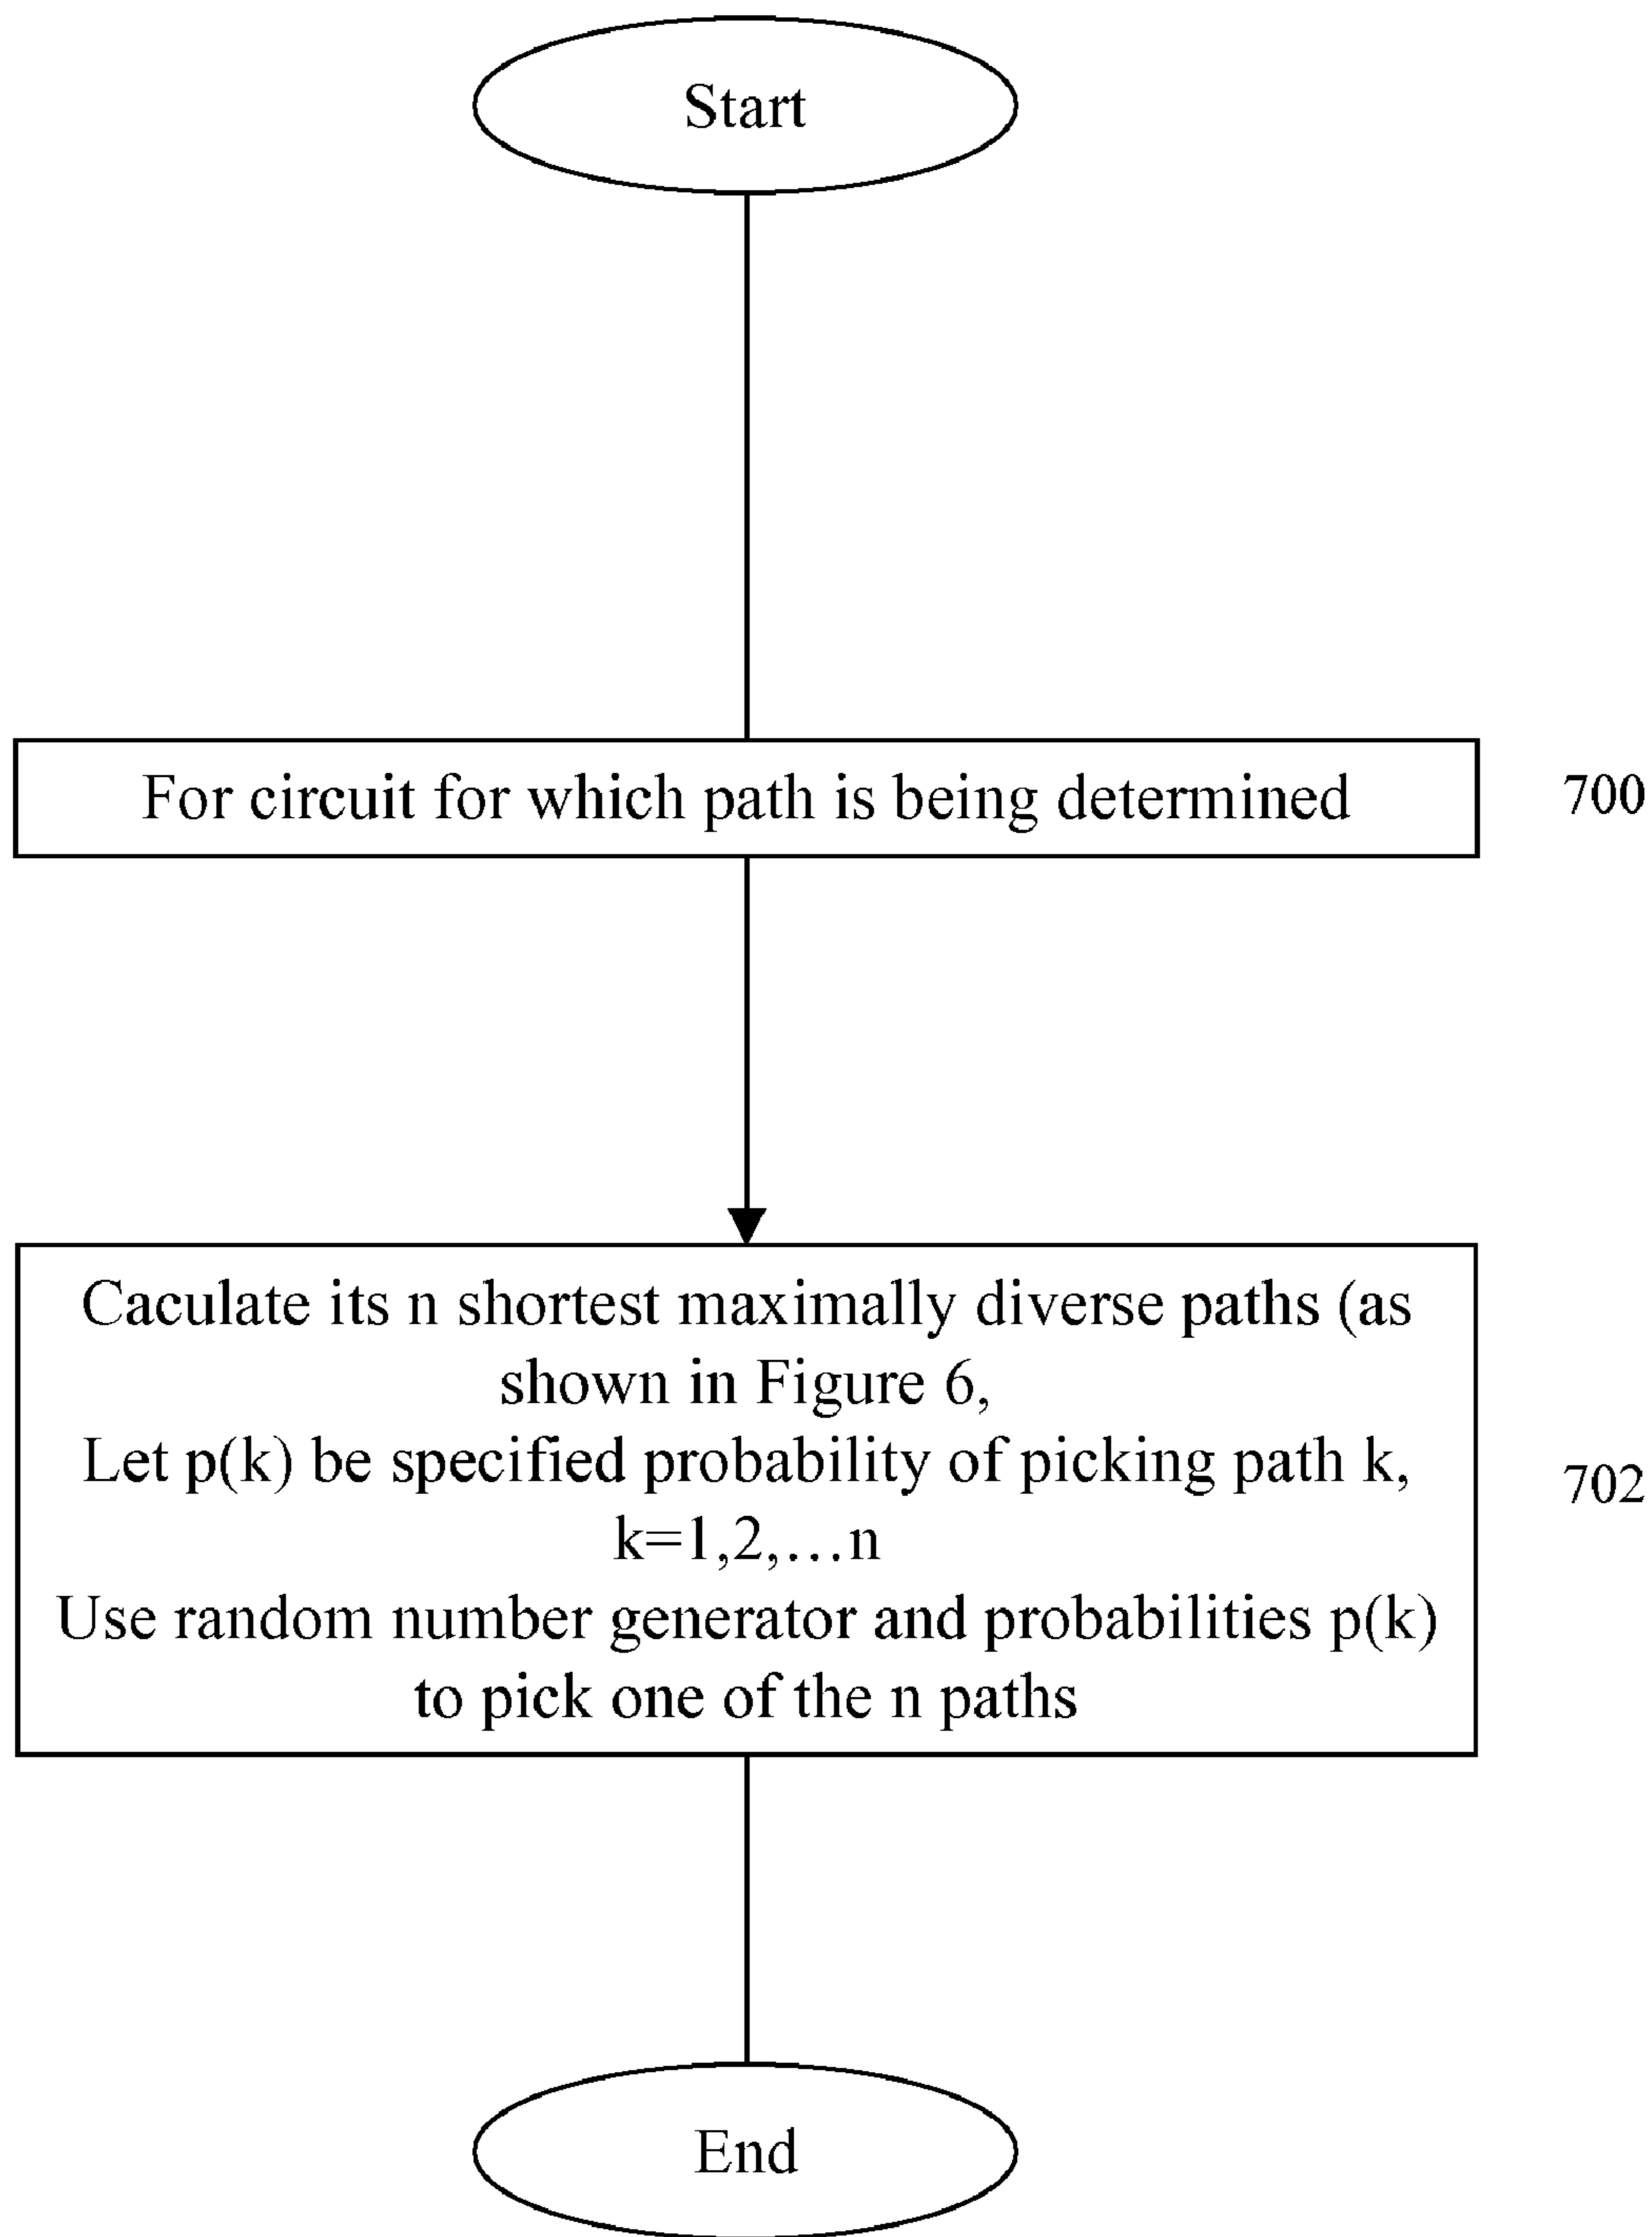 Start
For circuit for which path is being determined
700
Caculate its n shortest maximally diverse paths (as
shown in Figure 6,
Let p(k) be specified probability of picking path k,
k=1,2,…n
Use random number generator and probabilities p(k)
to pick one of the n paths
702
End